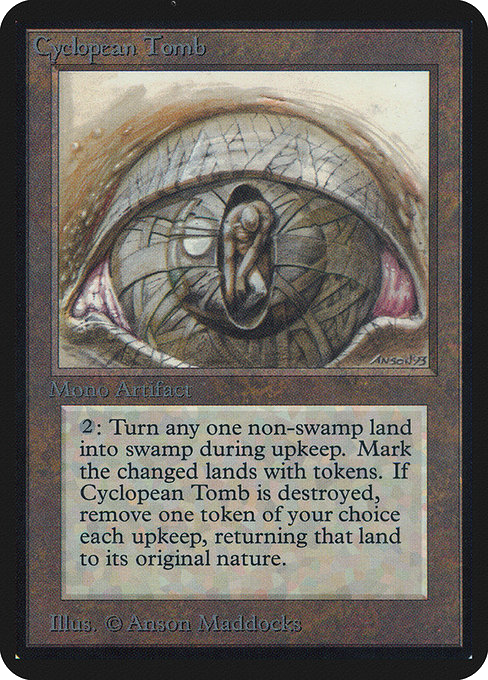 Cyclopean Tomb
ANSON93
Mono Artifact
2: Turn any one non-swamp land
into swamp during upkeep. Mark
the changed lands with tokens. If
Cyclopean Tomb is destroyed,
remove one token of your choice
each upkeep, returning that land
to its original nature.
Illus. © Anson Maddocks